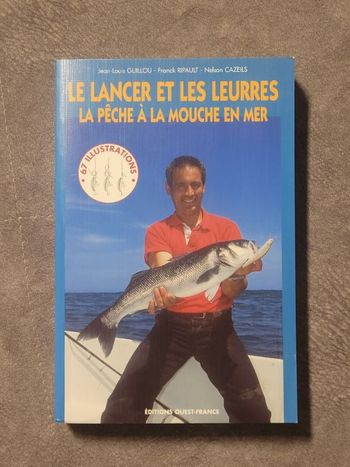 Jean-Louis GUILLOU - Franck RIPAULT - Nelson CAZEILS
LE LANCER ET LES LEURRES
LA PÊCHE À LA MOUCHE EN MER
• 67 ILLUSTRATIONS •
ÉDITIONS OUEST-FRANCE